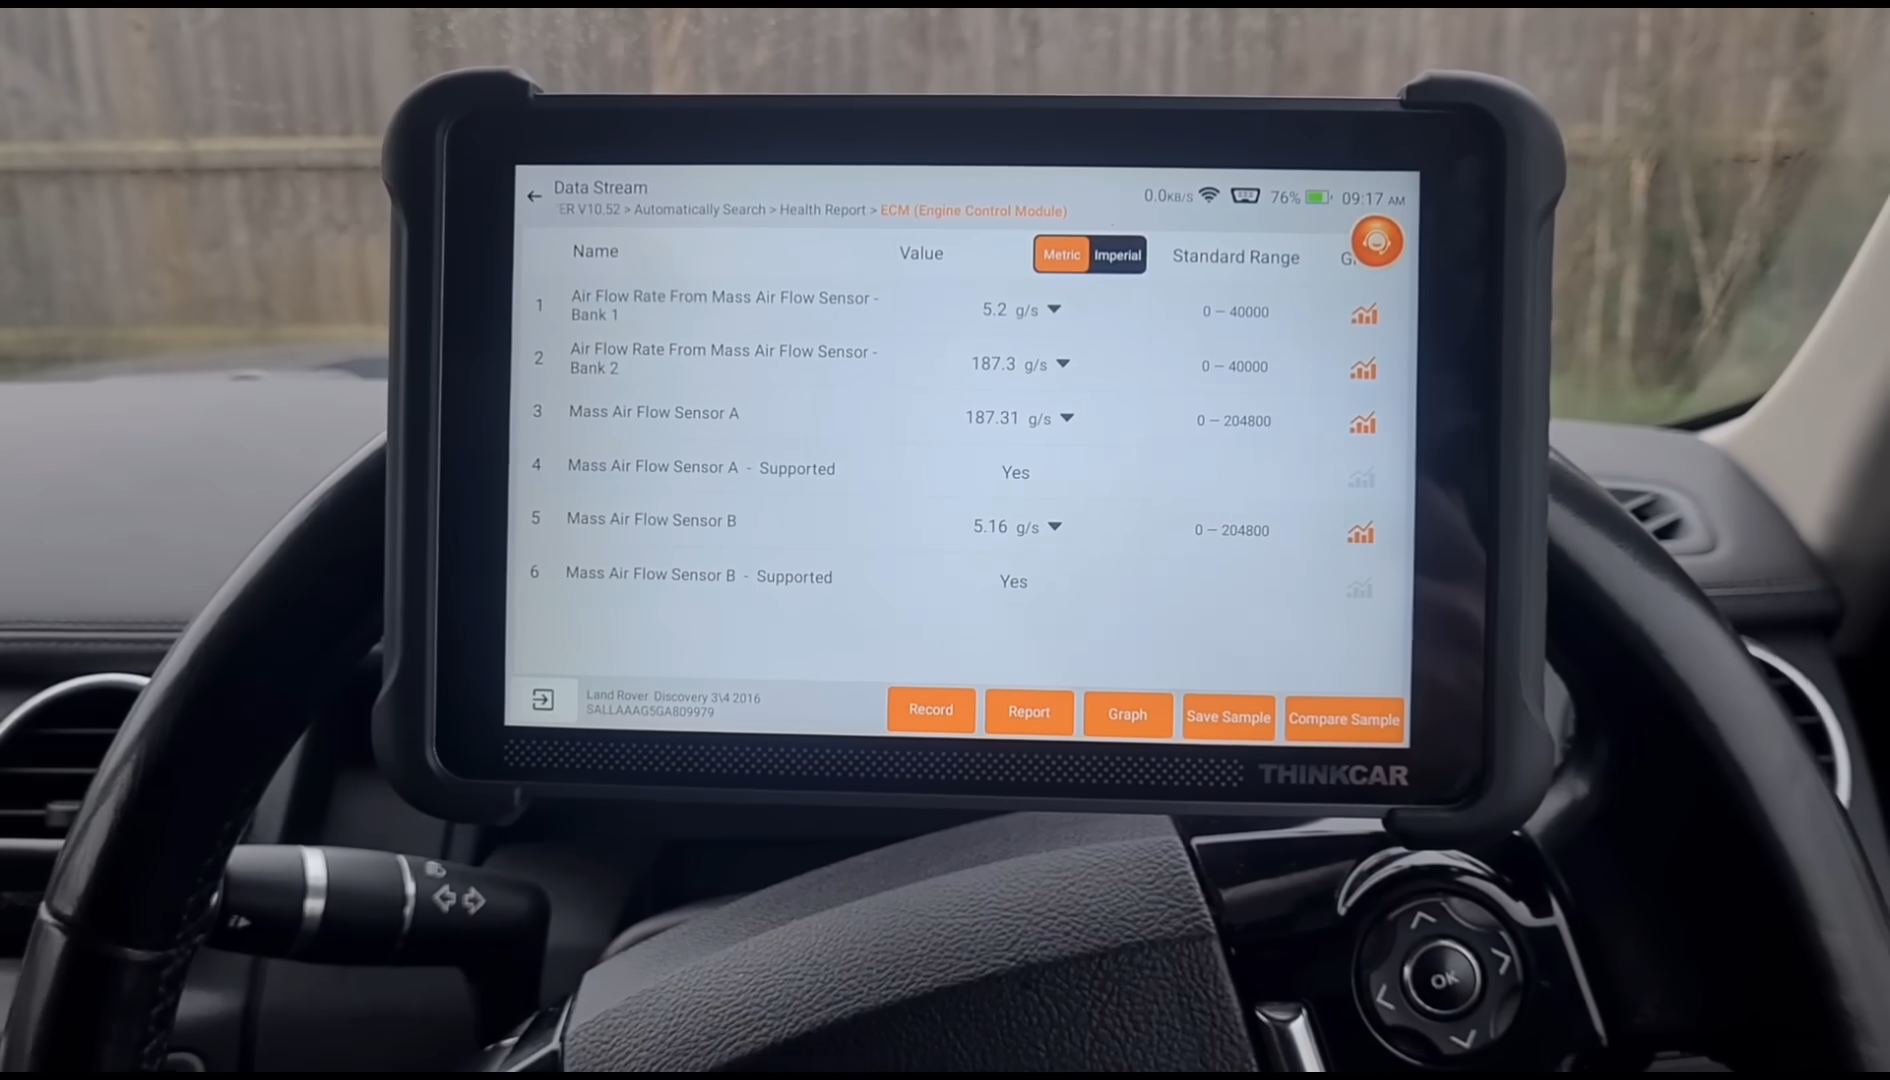 Data Stream
0.0KB/S 76% 09:17 AM
ER V10.52 > Automatically Search > Health Report > ECM (Engine Control Module)
Name Value Metric Imperial Standard Range G
1 Air Flow Rate From Mass Air Flow Sensor - Bank 1 5.2 g/s 0 – 40000
2 Air Flow Rate From Mass Air Flow Sensor - Bank 2 187.3 g/s 0 – 40000
3 Mass Air Flow Sensor A 187.31 g/s 0 – 204800
4 Mass Air Flow Sensor A - Supported Yes
5 Mass Air Flow Sensor B 5.16 g/s 0 – 204800
6 Mass Air Flow Sensor B - Supported Yes
Land Rover Discovery 3\4 2016
SALLAAAG5GA809979
Record Report Graph Save Sample Compare Sample
THINKCAR
OK